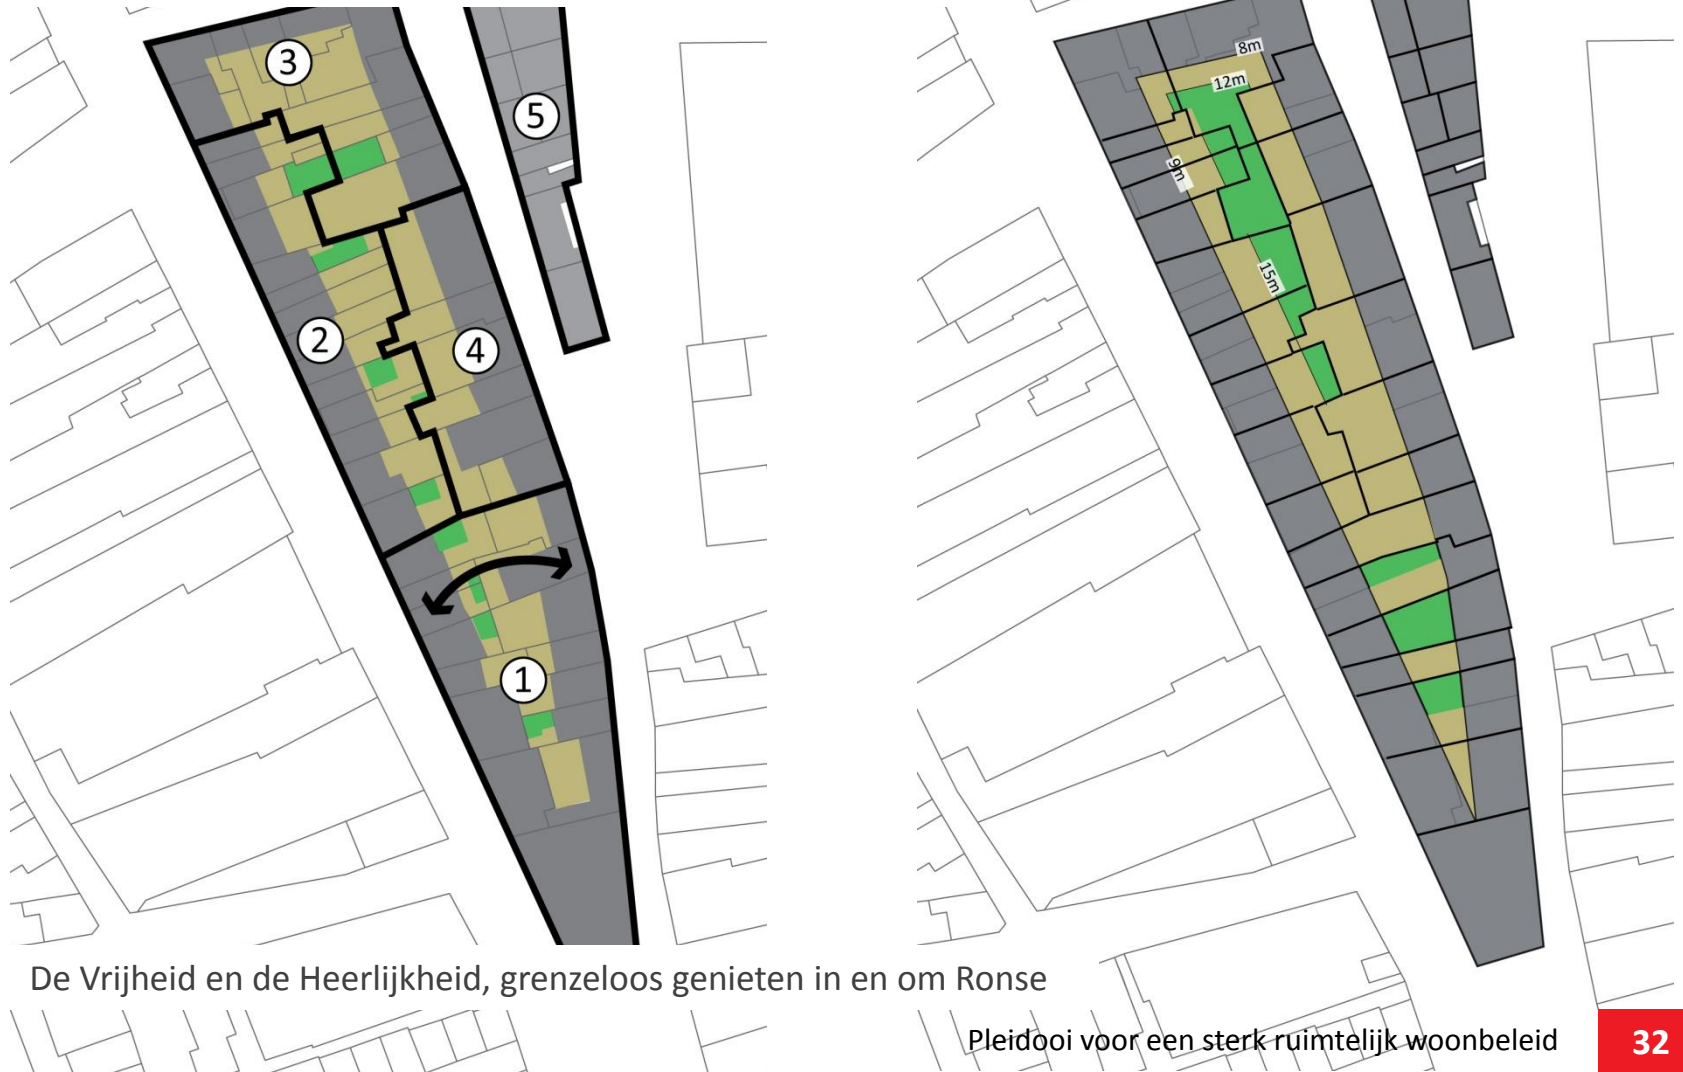 3
5
2
4
1
8m
12m
9m
15m
De Vrijheid en de Heerlijkheid, grenzeloos genieten in en om Ronse
Pleidooi voor een sterk ruimtelijk woonbeleid
32